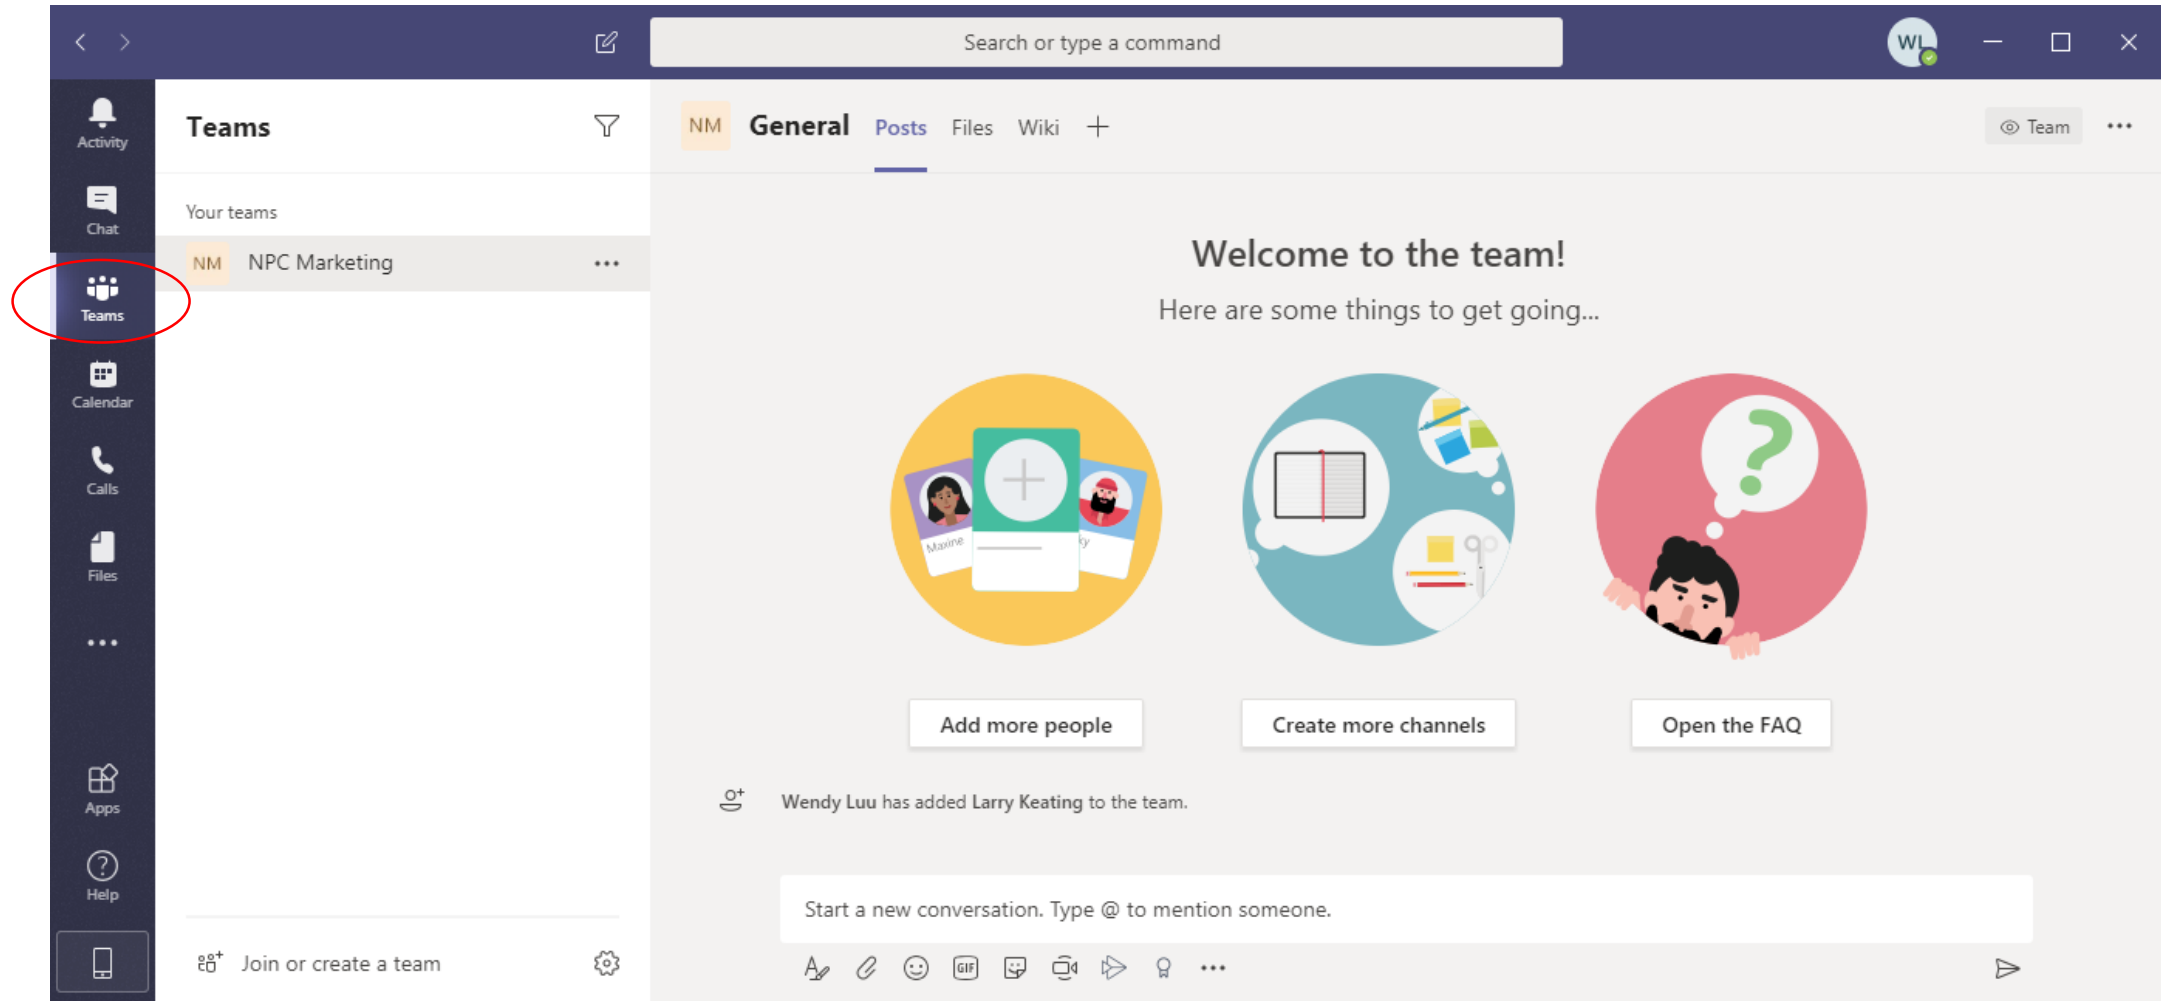 Search or type a command
WL
Activity
Chat
Teams
Calendar
Calls
Files
Apps
Help
Teams
Your teams
NM NPC Marketing
Join or create a team
NM General Posts Files Wiki
Team
Welcome to the team!
Here are some things to get going...
Maxine
ky
Add more people
Create more channels
Open the FAQ
Wendy Luu has added Larry Keating to the team.
Start a new conversation. Type @ to mention someone.
GIF